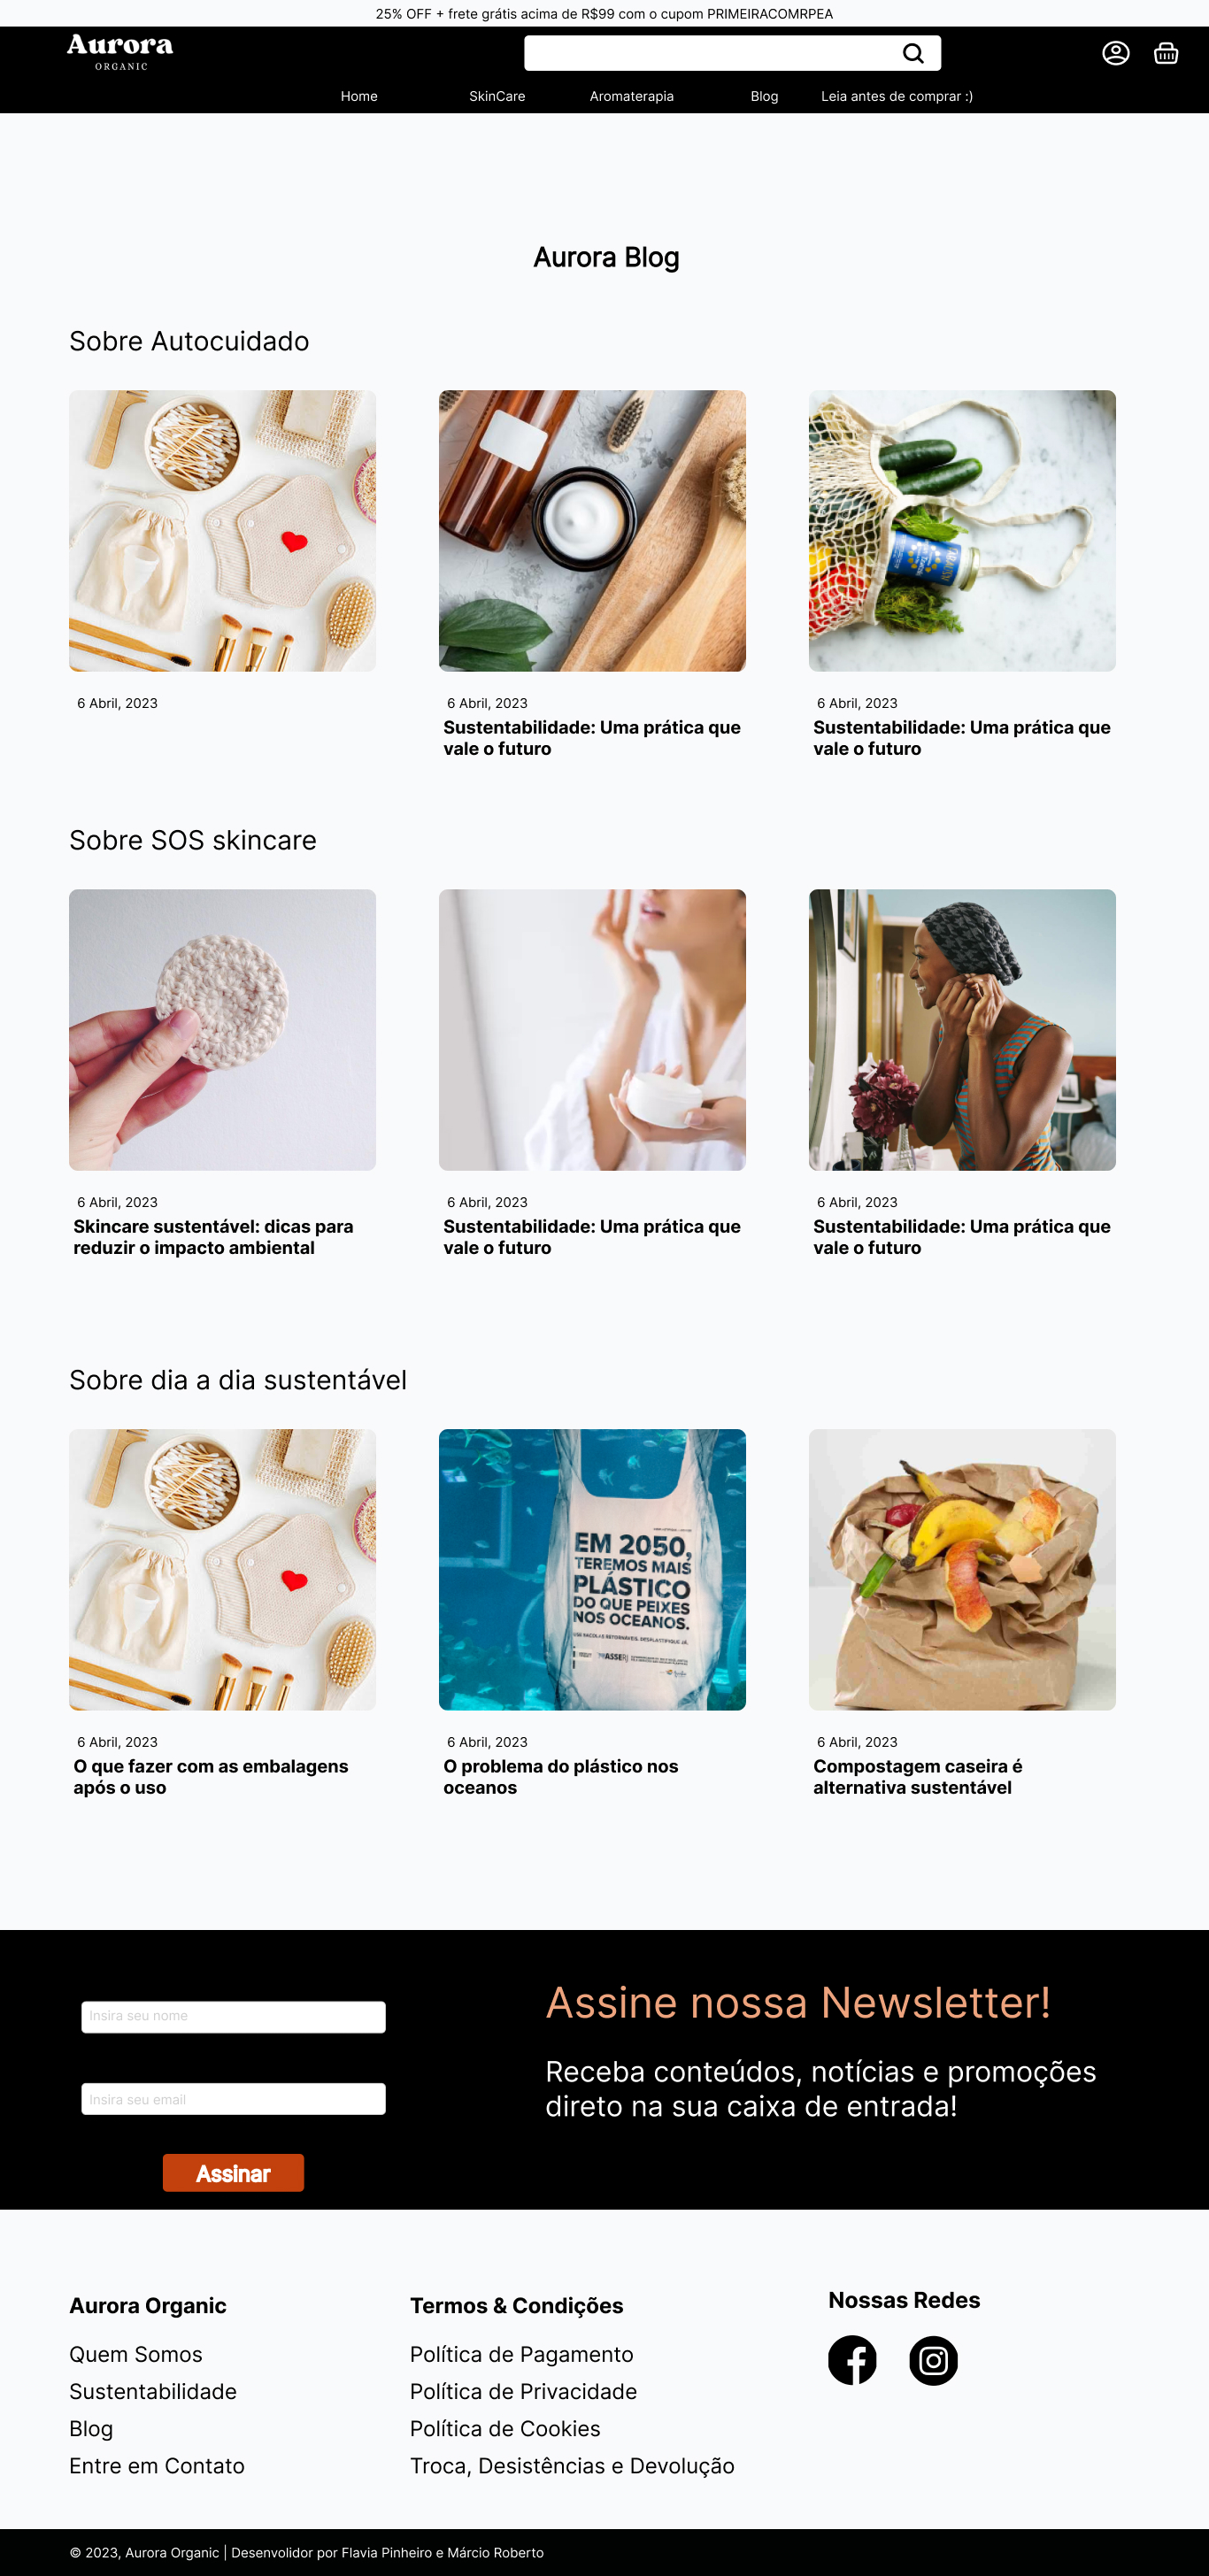 25% OFF + frete grátis acima de R$99 com o cupom PRIMEIRACOMRPEA
Aurora
ORGANIC
Home
SkinCare
Aromaterapia
Blog
Leia antes de comprar :)
Aurora Blog
Sobre Autocuidado
6 Abril, 2023
6 Abril, 2023
Sustentabilidade: Uma prática que
vale o futuro
6 Abril, 2023
Sustentabilidade: Uma prática que
vale o futuro
Sobre SOS skincare
6 Abril, 2023
Skincare sustentável: dicas para
reduzir o impacto ambiental
6 Abril, 2023
Sustentabilidade: Uma prática que
vale o futuro
6 Abril, 2023
Sustentabilidade: Uma prática que
vale o futuro
Sobre dia a dia sustentável
EM 2050,
TEREMOS MAIS
PLÁSTICO
DO QUE PEIXES
NOS OCEANOS.
6 Abril, 2023
O que fazer com as embalagens
após o uso
6 Abril, 2023
O problema do plástico nos
oceanos
6 Abril, 2023
Compostagem caseira é
alternativa sustentável
Insira seu nome
Insira seu email
Assinar
Assine nossa Newsletter!
Receba conteúdos, notícias e promoções
direto na sua caixa de entrada!
Aurora Organic
Quem Somos
Sustentabilidade
Blog
Entre em Contato
Termos & Condições
Política de Pagamento
Política de Privacidade
Política de Cookies
Troca, Desistências e Devolução
Nossas Redes
© 2023, Aurora Organic | Desenvolidor por Flavia Pinheiro e Márcio Roberto